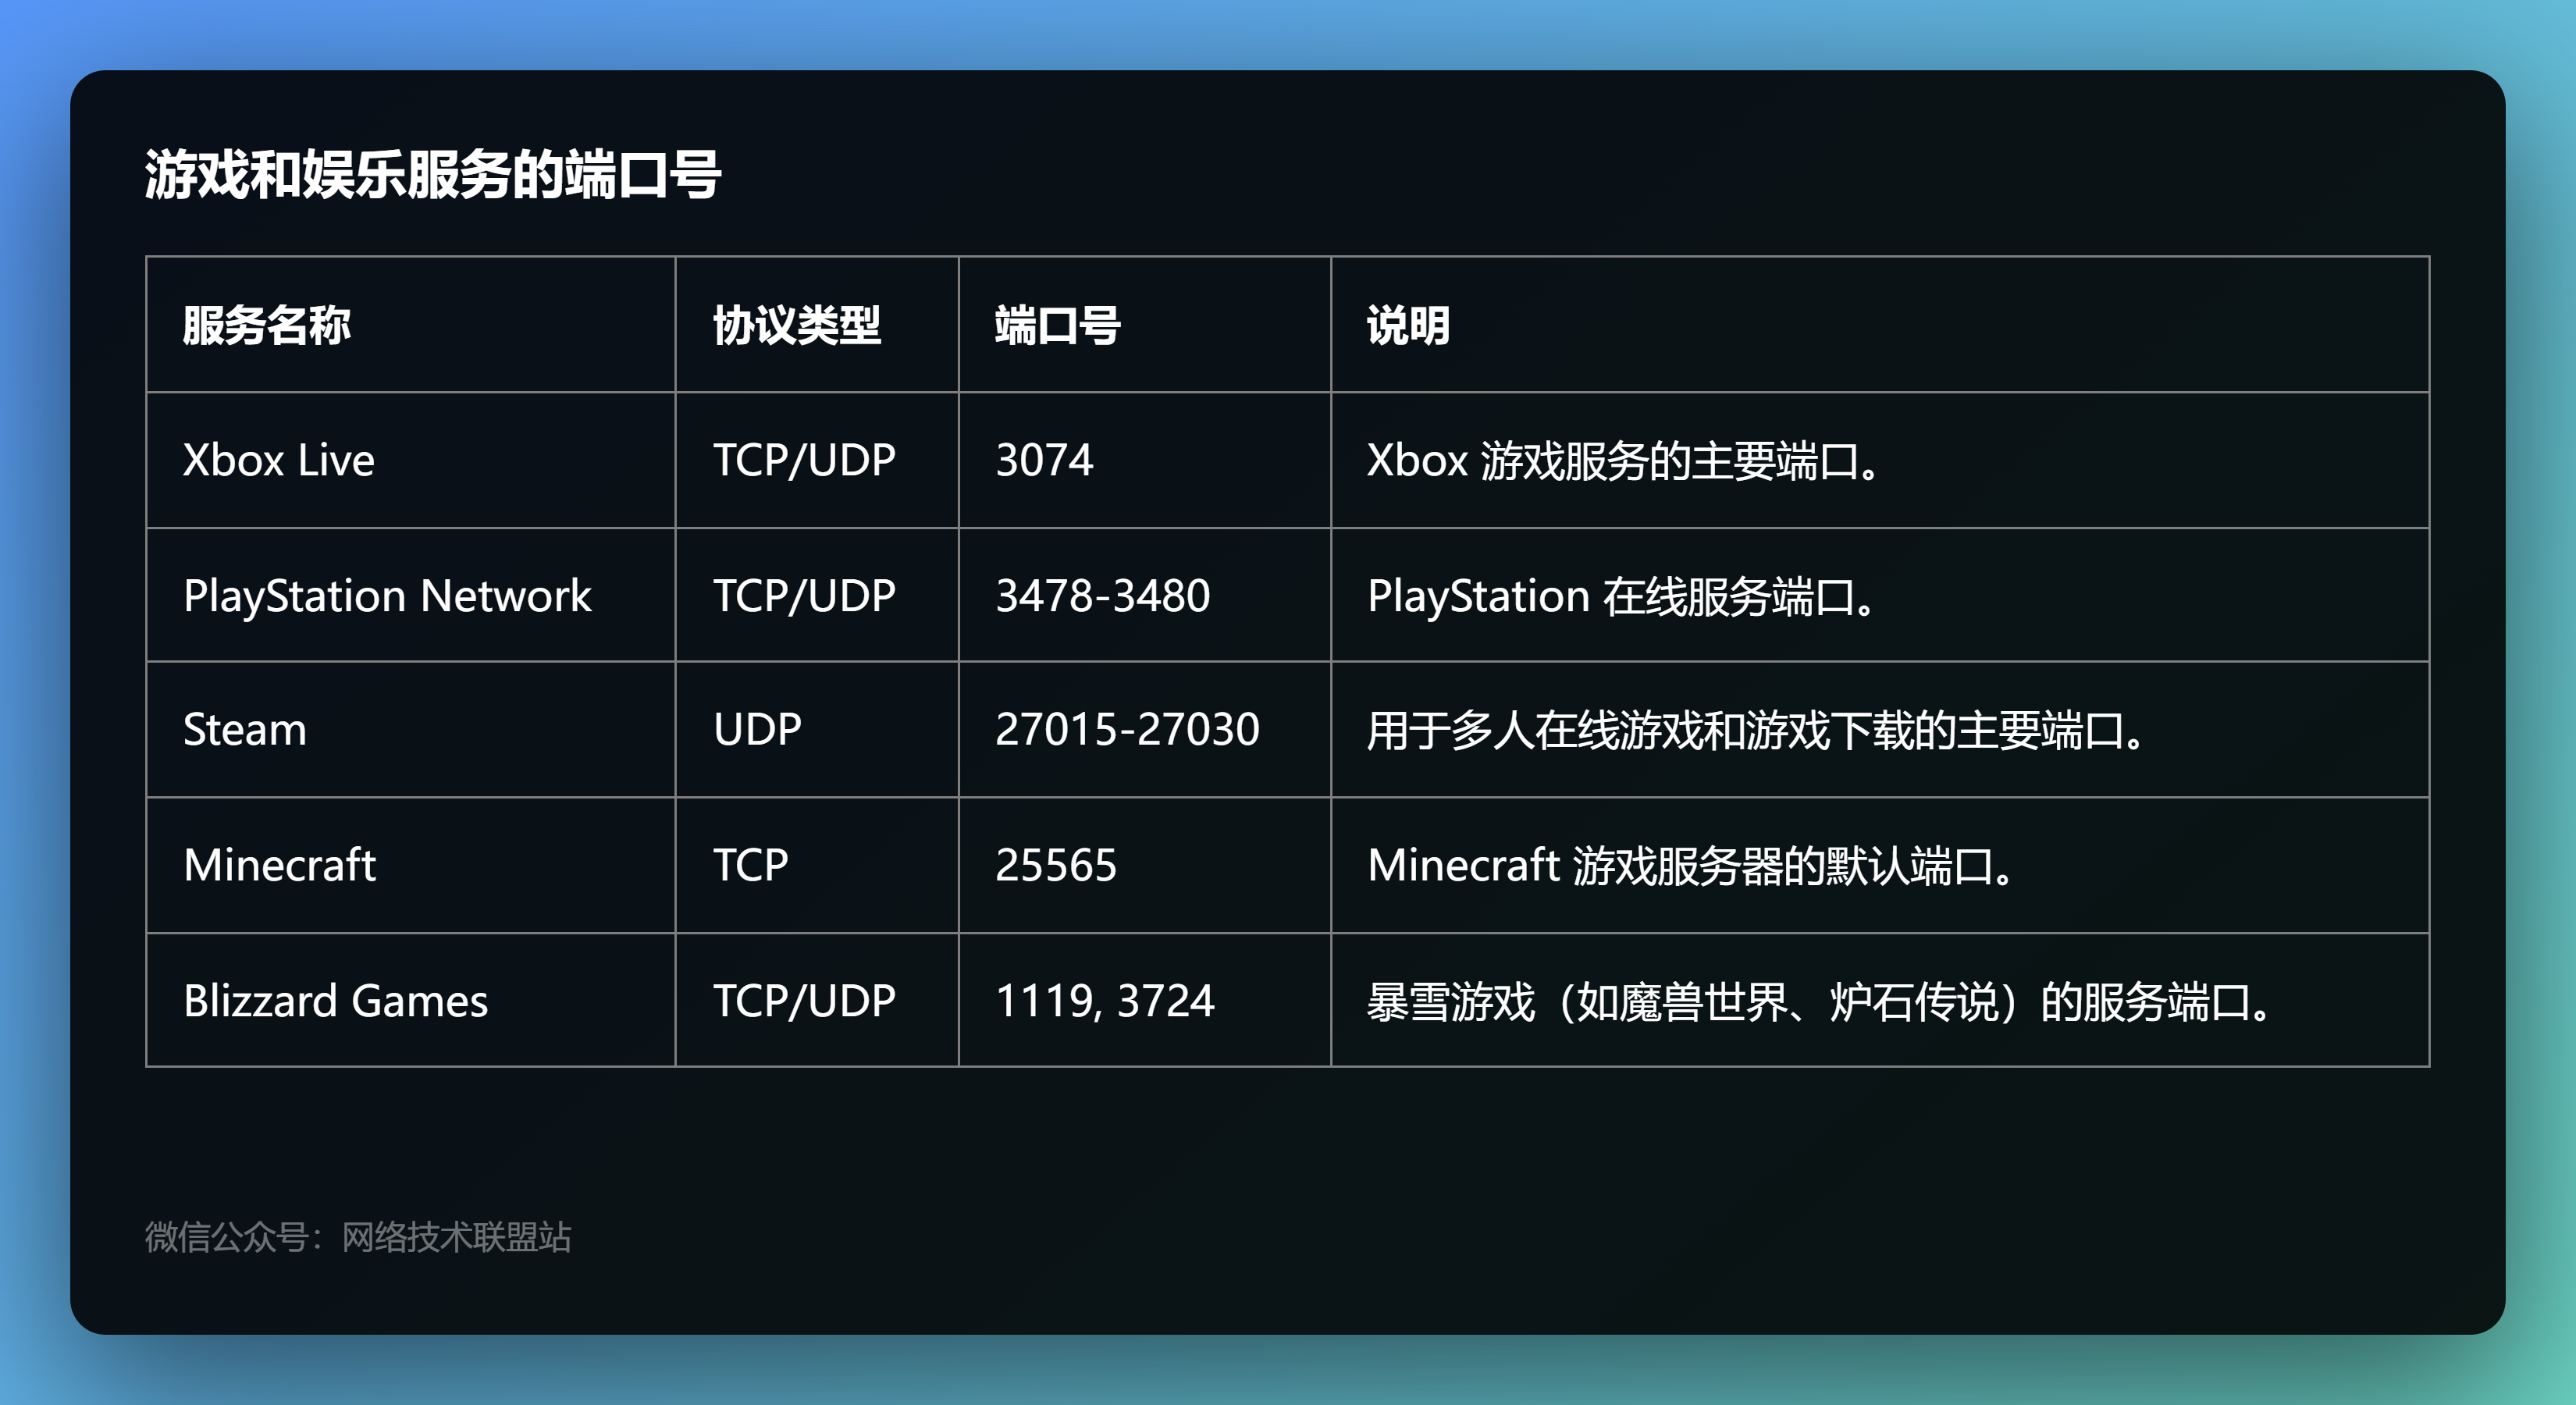 游戏和娱乐服务的端口号
服务名称 协议类型 端口号 说明
Xbox Live TCP/UDP 3074 Xbox 游戏服务的主要端口。
PlayStation Network TCP/UDP 3478-3480 PlayStation 在线服务端口。
Steam UDP 27015-27030 用于多人在线游戏和游戏下载的主要端口。
Minecraft TCP 25565 Minecraft 游戏服务器的默认端口。
Blizzard Games TCP/UDP 1119, 3724 暴雪游戏（如魔兽世界、炉石传说）的服务端口。
微信公众号：网络技术联盟站